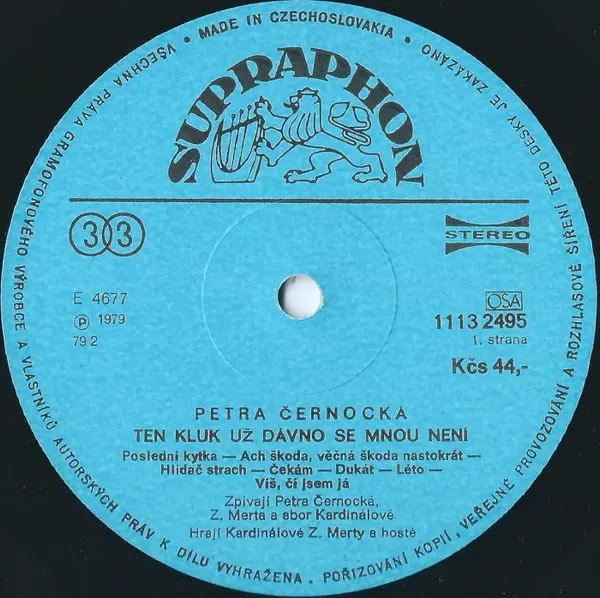 VŠECHNA PRÁVA GRAMOFONOVÉHO VÝROBCE A VLASTNÍKŮ AUTORSKÝCH PRÁV K DÍLU VYHRAŽENA • POŘIZOVÁNÍ KOPIÍ, VEŘEJNÉ PROVOZOVÁNÍ A ROZHLASOVÉ ŠÍŘENÍ TÉTO DESKY JE ZAKÁZÁNO • MADE IN CZECHOSLOVAKIA •
SUPRAPHON
33
STEREO
E 4677
Ⓟ 1979
79 2
OSA
1113 2495
1. strana
Kčs 44,-
PETRA ČERNOCKÁ
TEN KLUK UŽ DÁVNO SE MNOU NENÍ
Poslední kytka — Ach škoda, věčná škoda nastokrát —
Hlídač strach — Čekám — Dukát — Léto —
Víš, čí jsem já
Zpívají Petra Černocká,
Z. Merta a sbor Kardinálové
Hrají Kardinálové Z. Merty a hosté